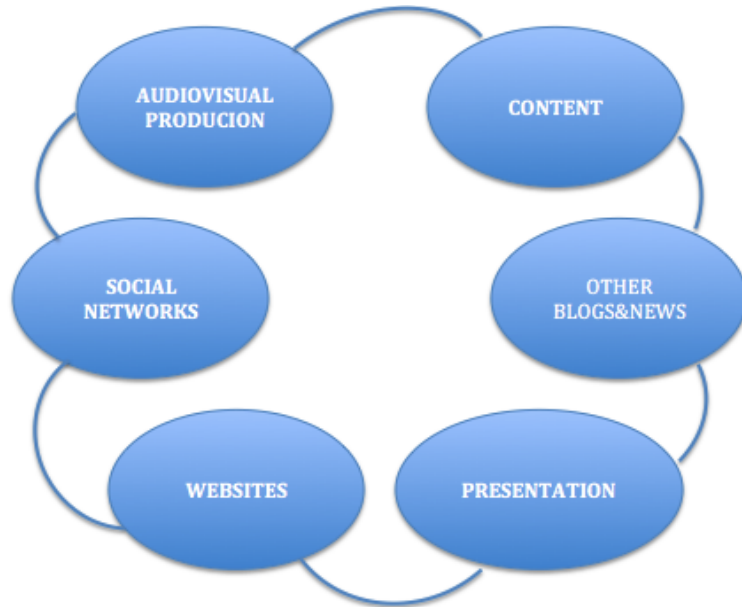 AUDIOVISUAL
PRODUCION
CONTENT
SOCIAL
NETWORKS
OTHER
BLOGS&NEWS
WEBSITES
PRESENTATION